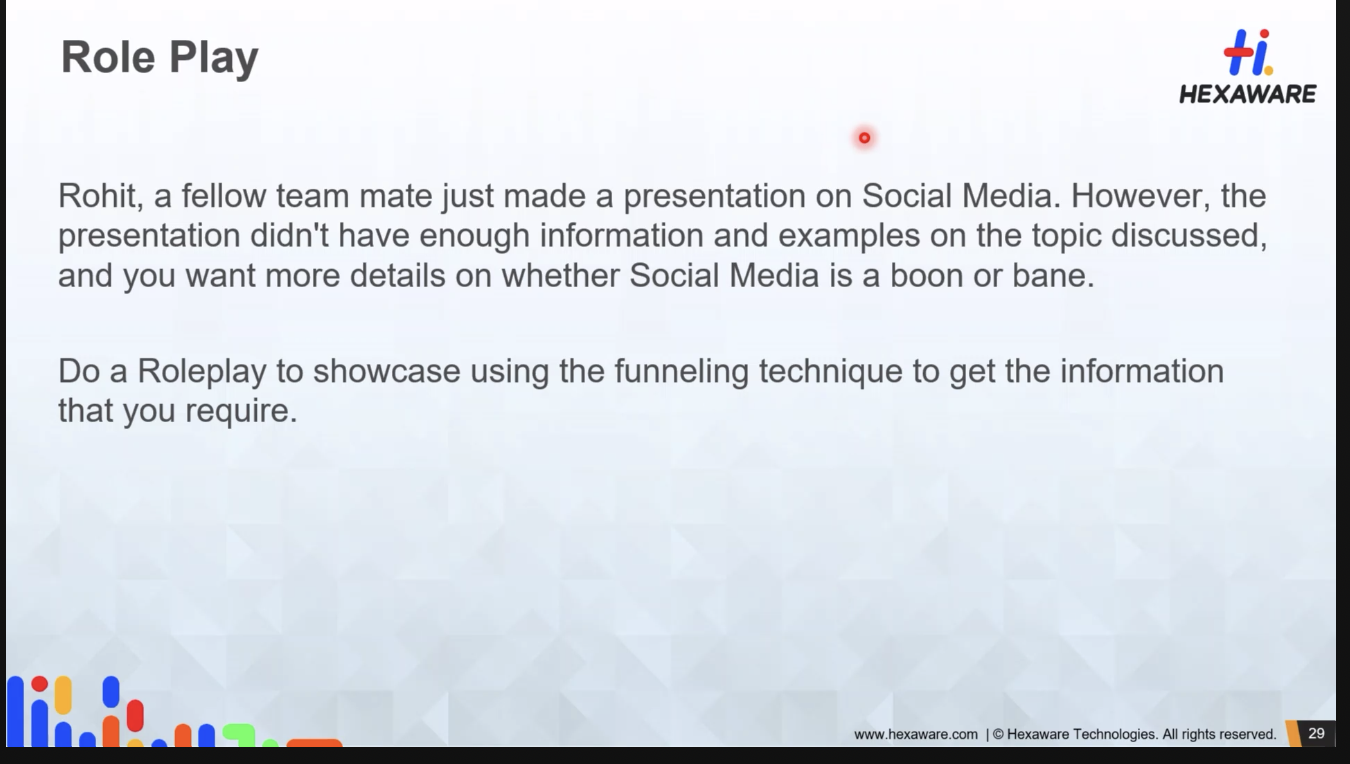 Role Play
HEXAWARE
Rohit, a fellow team mate just made a presentation on Social Media. However, the
presentation didn't have enough information and examples on the topic discussed,
and you want more details on whether Social Media is a boon or bane.
Do a Roleplay to showcase using the funneling technique to get the information
that you require.
www.hexaware.com | © Hexaware Technologies. All rights reserved. 29